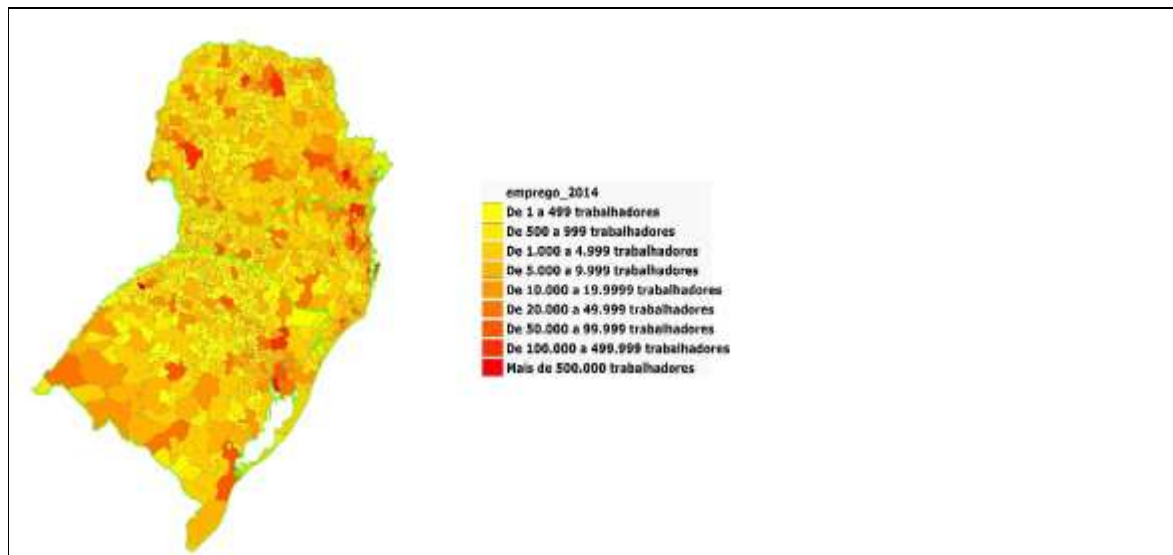 emprego_2014
De 1 a 499 trabalhadores
De 500 a 999 trabalhadores
De 1.000 a 4.999 trabalhadores
De 5.000 a 9.999 trabalhadores
De 10.000 a 19.9999 trabalhadores
De 20.000 a 49.999 trabalhadores
De 50.000 a 99.999 trabalhadores
De 100.000 a 499.999 trabalhadores
Mais de 500.000 trabalhadores